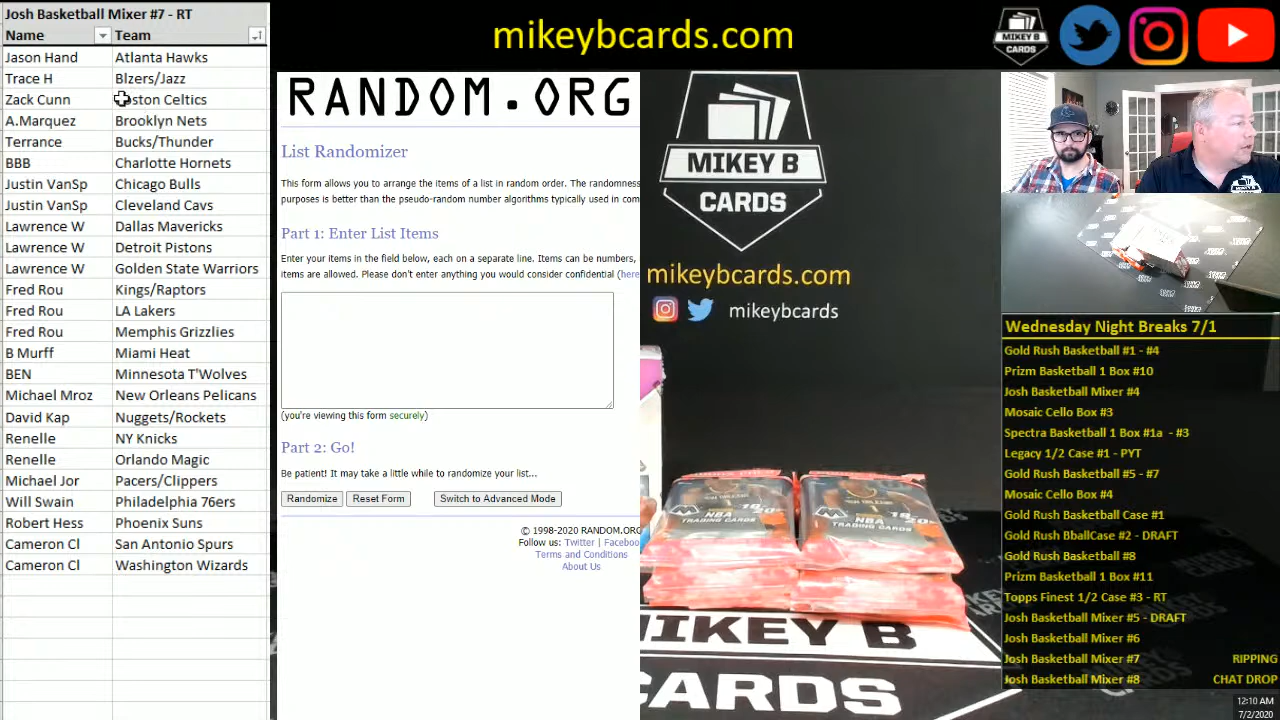 Josh Basketball Mixer #7 - RT
Name Team
Jason Hand Atlanta Hawks
Trace H Blzers/Jazz
Zack Cunn ston Celtics
A.Marquez Brooklyn Nets
Terrance Bucks/Thunder
BBB Charlotte Hornets
Justin VanSp Chicago Bulls
Justin VanSp Cleveland Cavs
Lawrence W Dallas Mavericks
Lawrence W Detroit Pistons
Lawrence W Golden State Warriors
Fred Rou Kings/Raptors
Fred Rou LA Lakers
Fred Rou Memphis Grizzlies
B Murff Miami Heat
BEN Minnesota T'Wolves
Michael Mroz New Orleans Pelicans
David Kap Nuggets/Rockets
Renelle NY Knicks
Renelle Orlando Magic
Michael Jor Pacers/Clippers
Will Swain Philadelphia 76ers
Robert Hess Phoenix Suns
Cameron Cl San Antonio Spurs
Cameron Cl Washington Wizards
mikeybcards.com
RANDOM.ORG
List Randomizer
This form allows you to arrange the items of a list in random order. The randomness
purposes is better than the pseudo-random number algorithms typically used in com
Part 1: Enter List Items
Enter your items in the field below, each on a separate line. Items can be numbers,
items are allowed. Please don't enter anything you would consider confidential (here
(you're viewing this form securely)
Part 2: Go!
Be patient! It may take a little while to randomize your list...
Randomize Reset Form Switch to Advanced Mode
© 1998-2020 RANDOM.ORG
Follow us: Twitter | Faceboo
Terms and Conditions
About Us
MIKEY B
CARDS
mikeybcards.com
mikeybcards
NBA
TRADING CARDS
19-20
NBA
TRADING CARDS
19-20
MIKEY B
CARDS
MIKEY B
CARDS
Wednesday Night Breaks 7/1
Gold Rush Basketball #1 - #4
Prizm Basketball 1 Box #10
Josh Basketball Mixer #4
Mosaic Cello Box #3
Spectra Basketball 1 Box #1a - #3
Legacy 1/2 Case #1 - PYT
Gold Rush Basketball #5 - #7
Mosaic Cello Box #4
Gold Rush Basketball Case #1
Gold Rush BballCase #2 - DRAFT
Gold Rush Basketball #8
Prizm Basketball 1 Box #11
Topps Finest 1/2 Case #3 - RT
Josh Basketball Mixer #5 - DRAFT
Josh Basketball Mixer #6
Josh Basketball Mixer #7 RIPPING
Josh Basketball Mixer #8 CHAT DROP
12:10 AM
7/2/2020